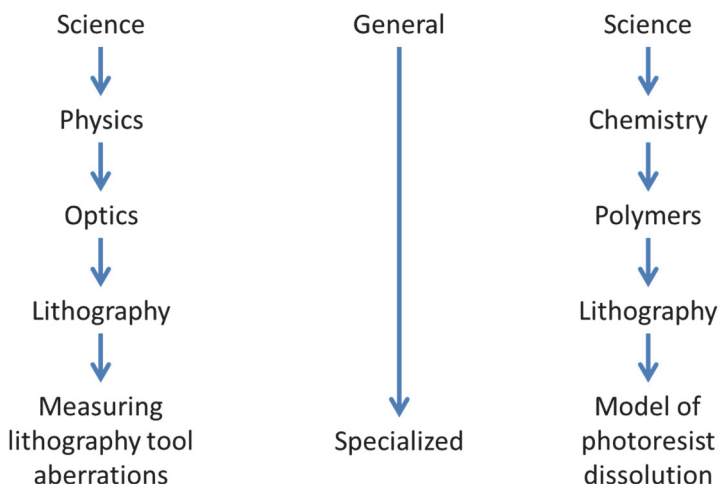 Science
Physics
Optics
Lithography
Measuring
lithography tool
aberrations
General
Specialized
Science
Chemistry
Polymers
Lithography
Model of
photoresist
dissolution